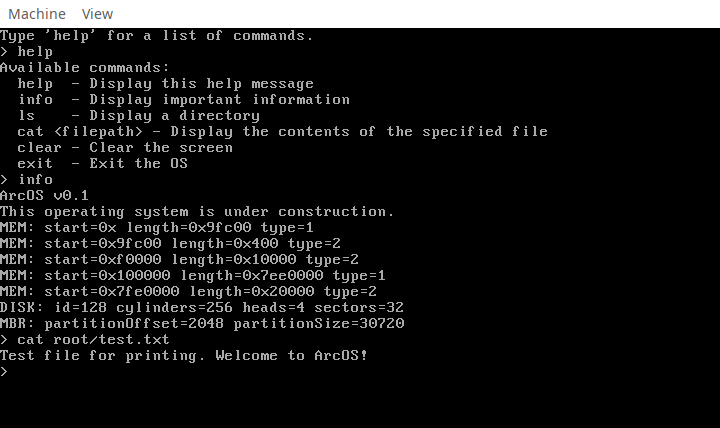 Machine View
Type 'help' for a list of commands.
> help
Available commands:
  help  - Display this help message
  info  - Display important information
  ls    - Display a directory
  cat <filepath> - Display the contents of the specified file
  clear - Clear the screen
  exit  - Exit the OS
> info
ArcOS v0.1
This operating system is under construction.
MEM: start=0x length=0x9fc00 type=1
MEM: start=0x9fc00 length=0x400 type=2
MEM: start=0xf0000 length=0x10000 type=2
MEM: start=0x100000 length=0x7ee0000 type=1
MEM: start=0x7fe0000 length=0x20000 type=2
DISK: id=128 cylinders=256 heads=4 sectors=32
MBR: partitionOffset=2048 partitionSize=30720
> cat root/test.txt
Test file for printing. Welcome to ArcOS!
>